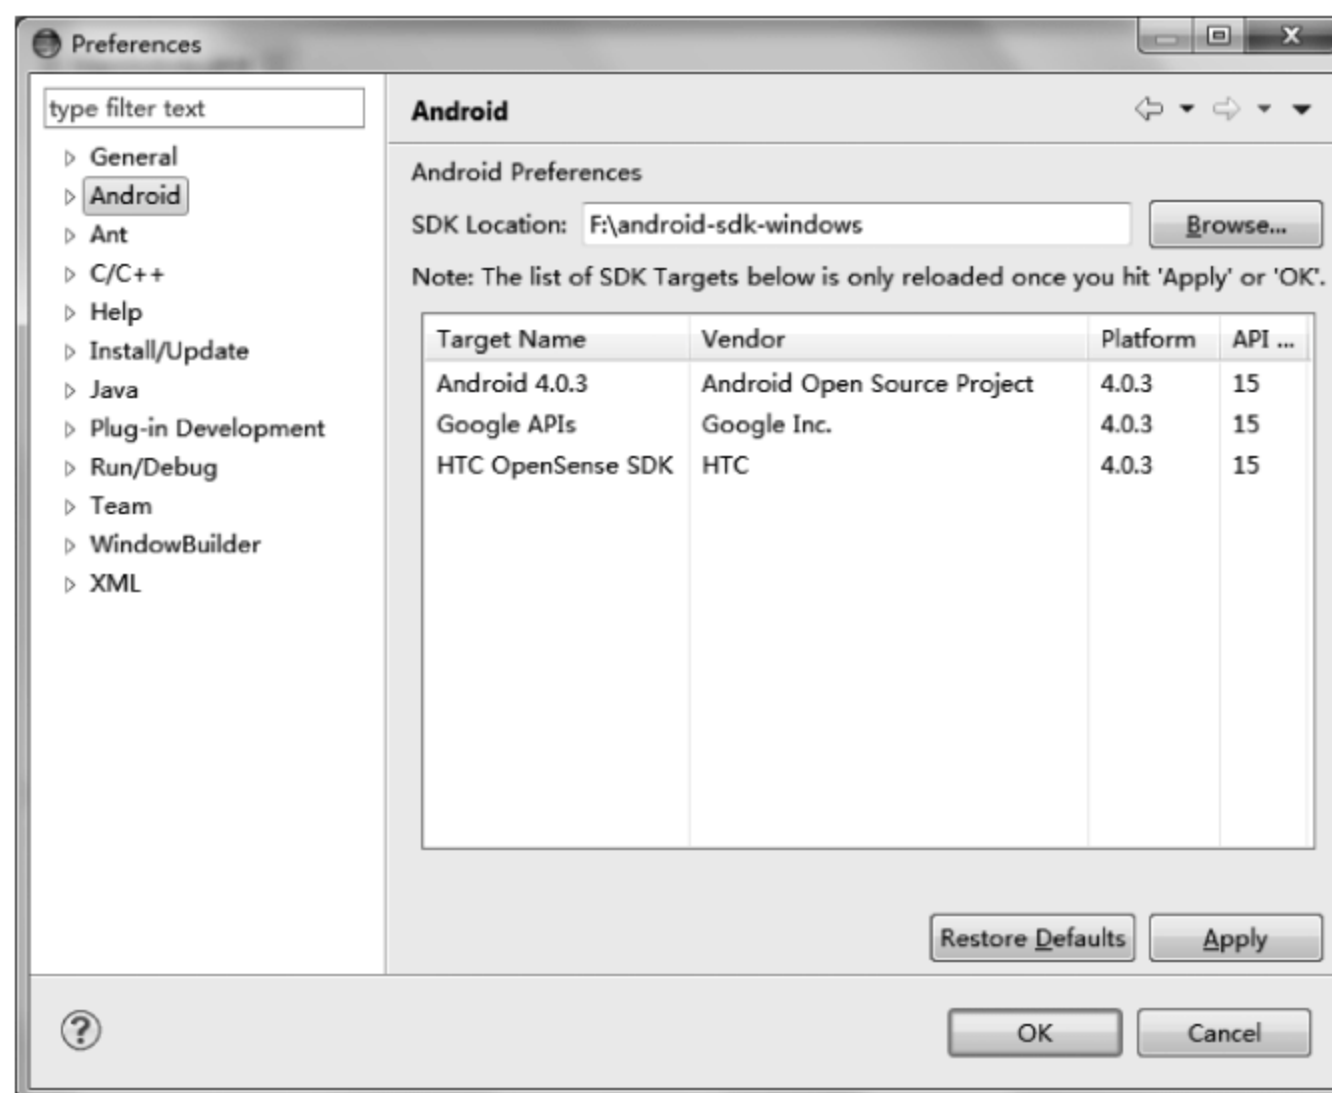 Preferences
type filter text
General
Android
Ant
C/C++
Help
Install/Update
Java
Plug-in Development
Run/Debug
Team
WindowBuilder
XML
Android
Android Preferences
SDK Location: F:\android-sdk-windows Browse...
Note: The list of SDK Targets below is only reloaded once you hit 'Apply' or 'OK'.
Target Name Vendor Platform API ...
Android 4.0.3 Android Open Source Project 4.0.3 15
Google APIs Google Inc. 4.0.3 15
HTC OpenSense SDK HTC 4.0.3 15
Restore Defaults Apply
? OK Cancel